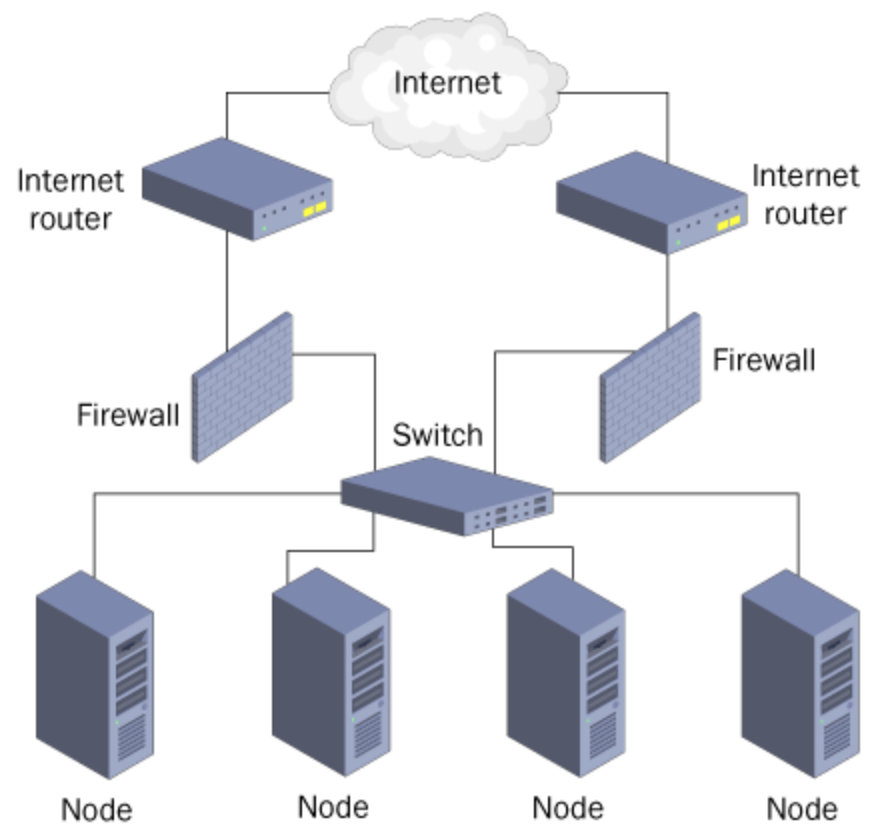 Internet
Internet
router
Internet
router
Firewall
Firewall
Switch
Node
Node
Node
Node